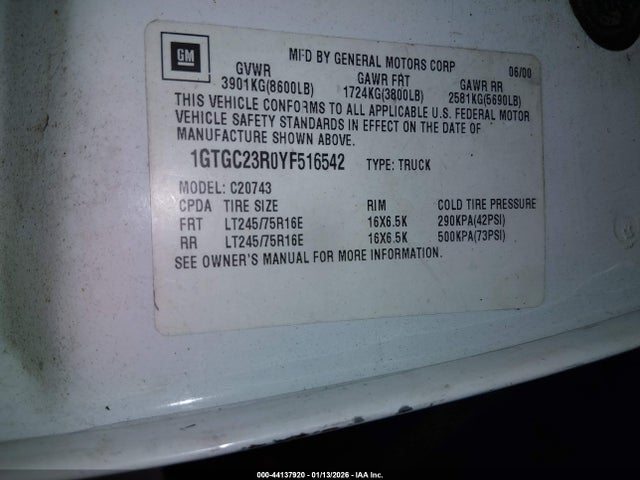 GM
MFD BY GENERAL MOTORS CORP 06/00
GVWR GAWR FRT GAWR RR
3901KG(8600LB) 1724KG(3800LB) 2581KG(5690LB)
THIS VEHICLE CONFORMS TO ALL APPLICABLE U.S. FEDERAL MOTOR
VEHICLE SAFETY STANDARDS IN EFFECT ON THE DATE OF
MANUFACTURE SHOWN ABOVE.
1GTGC23R0YF516542 TYPE: TRUCK
MODEL: C20743
CPDA TIRE SIZE RIM COLD TIRE PRESSURE
FRT LT245/75R16E 16X6.5K 290KPA(42PSI)
RR LT245/75R16E 16X6.5K 500KPA(73PSI)
SEE OWNER'S MANUAL FOR MORE INFORMATION.
000-44137920 - 01/13/2026 - IAA Inc.